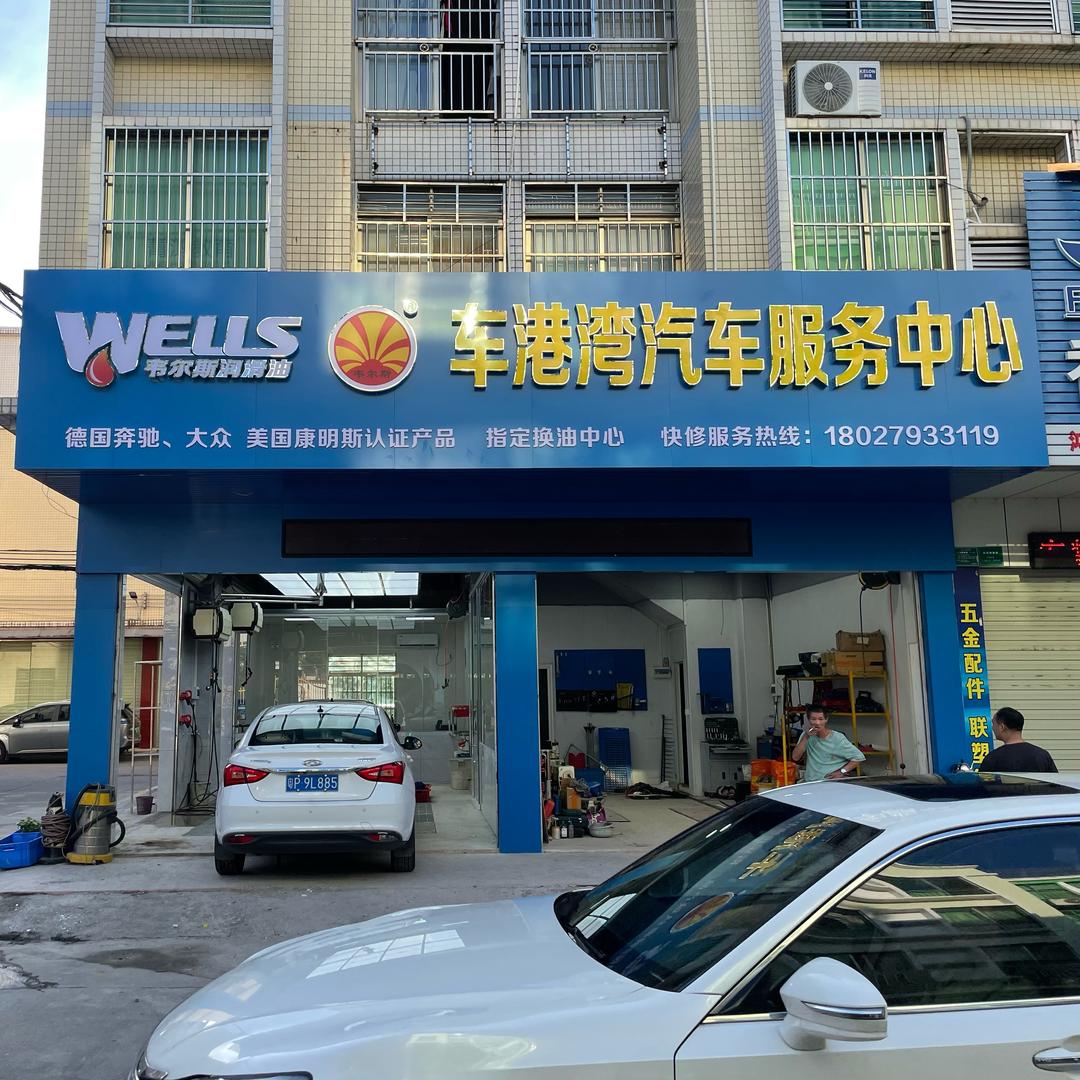 KELON
WELLS
韦尔斯润滑油
®
韦尔斯
车港湾汽车服务中心
德国奔驰、大众 美国康明斯认证产品 指定换油中心 快修服务热线：18027933119
五金配件 联塑
粤P 9L885